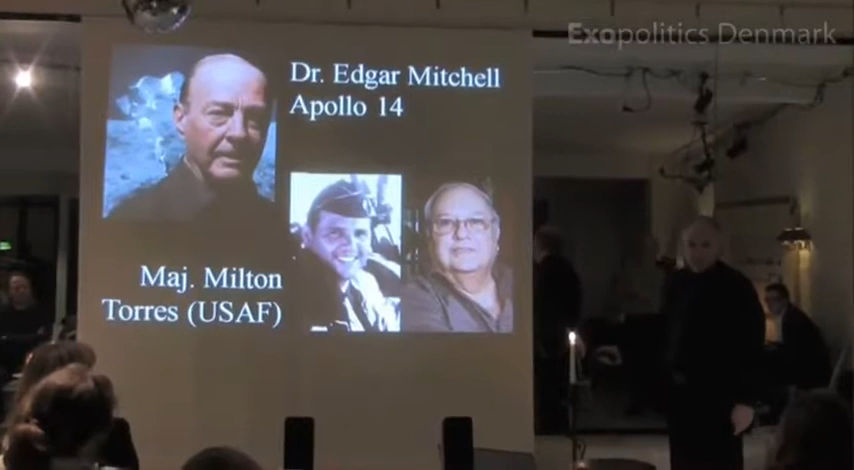 Exopolitics Denmark
Dr. Edgar Mitchell
Apollo 14
Maj. Milton
Torres (USAF)